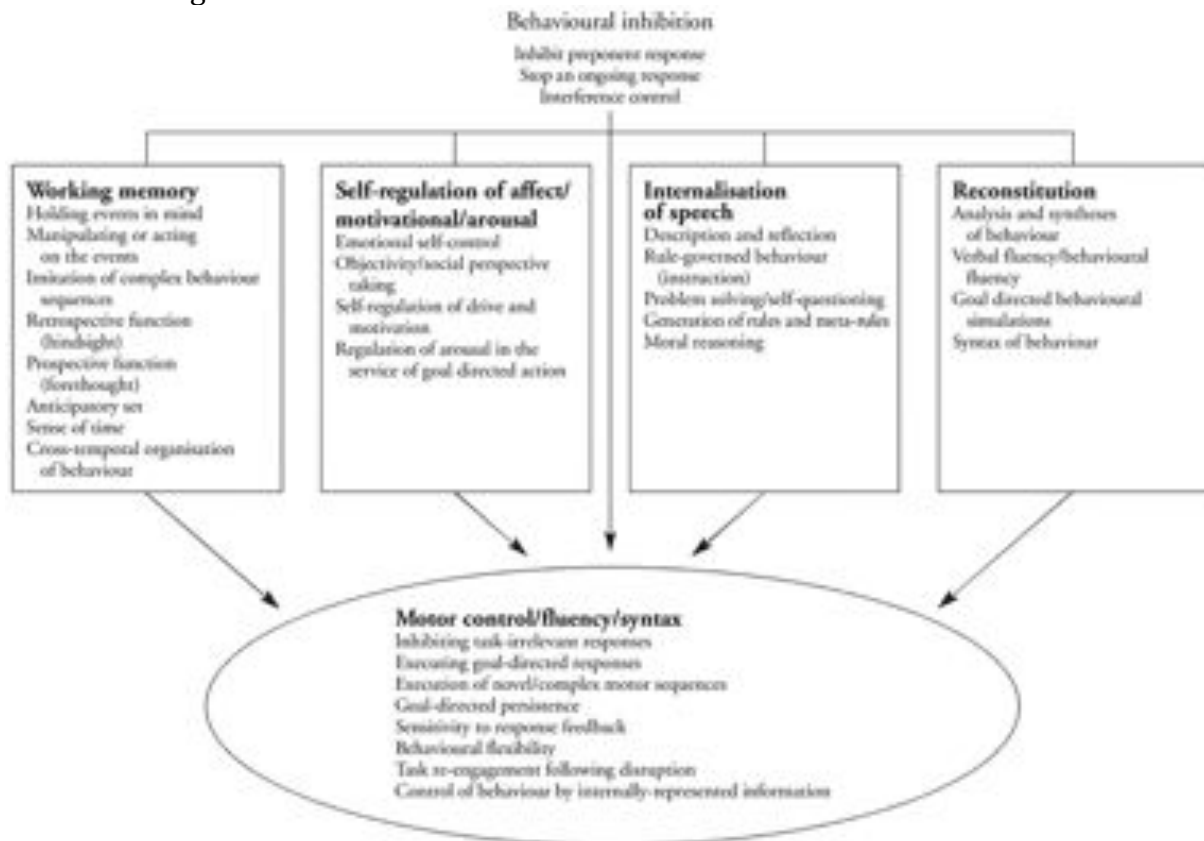 Behavioural inhibition
Inhibit prepotent response
Stop an ongoing response
Interference control
Working memory
Holding events in mind
Manipulating or acting
on the events
Imitation of complex behaviour
sequences
Retrospective function
(hindsight)
Prospective function
(forethought)
Anticipatory set
Sense of time
Cross-temporal organisation
of behaviour
Self-regulation of affect/
motivational/arousal
Emotional self-control
Objectivity/social perspective
taking
Self-regulation of drive and
motivation
Regulation of arousal in the
service of goal directed action
Internalisation
of speech
Description and reflection
Rule-governed behaviour
(instruction)
Problem solving/self-questioning
Generation of rules and meta-rules
Moral reasoning
Reconstitution
Analysis and syntheses
of behaviour
Verbal fluency/behavioural
fluency
Goal directed behavioural
simulations
Syntax of behaviour
Motor control/fluency/syntax
Inhibiting task-irrelevant responses
Executing goal-directed responses
Execution of novel/complex motor sequences
Goal-directed persistence
Sensitivity to response feedback
Behavioural flexibility
Task re-engagement following disruption
Control of behaviour by internally-represented information